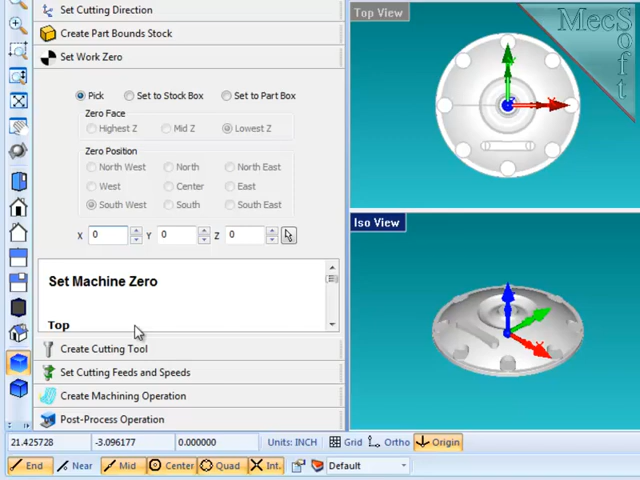 Set Cutting Direction
Create Part Bounds Stock
Set Work Zero
Pick
Set to Stock Box
Set to Part Box
Zero Face
Highest Z
Mid Z
Lowest Z
Zero Position
North West
North
North East
West
Center
East
South West
South
South East
X 0 Y 0 Z 0
Set Machine Zero
Top
Create Cutting Tool
Set Cutting Feeds and Speeds
Create Machining Operation
Post-Process Operation
Top View
MecSoft
Iso View
21.425728 -3.096177 0.000000 Units: INCH Grid Ortho Origin
End Near Mid Center Quad Int. Default